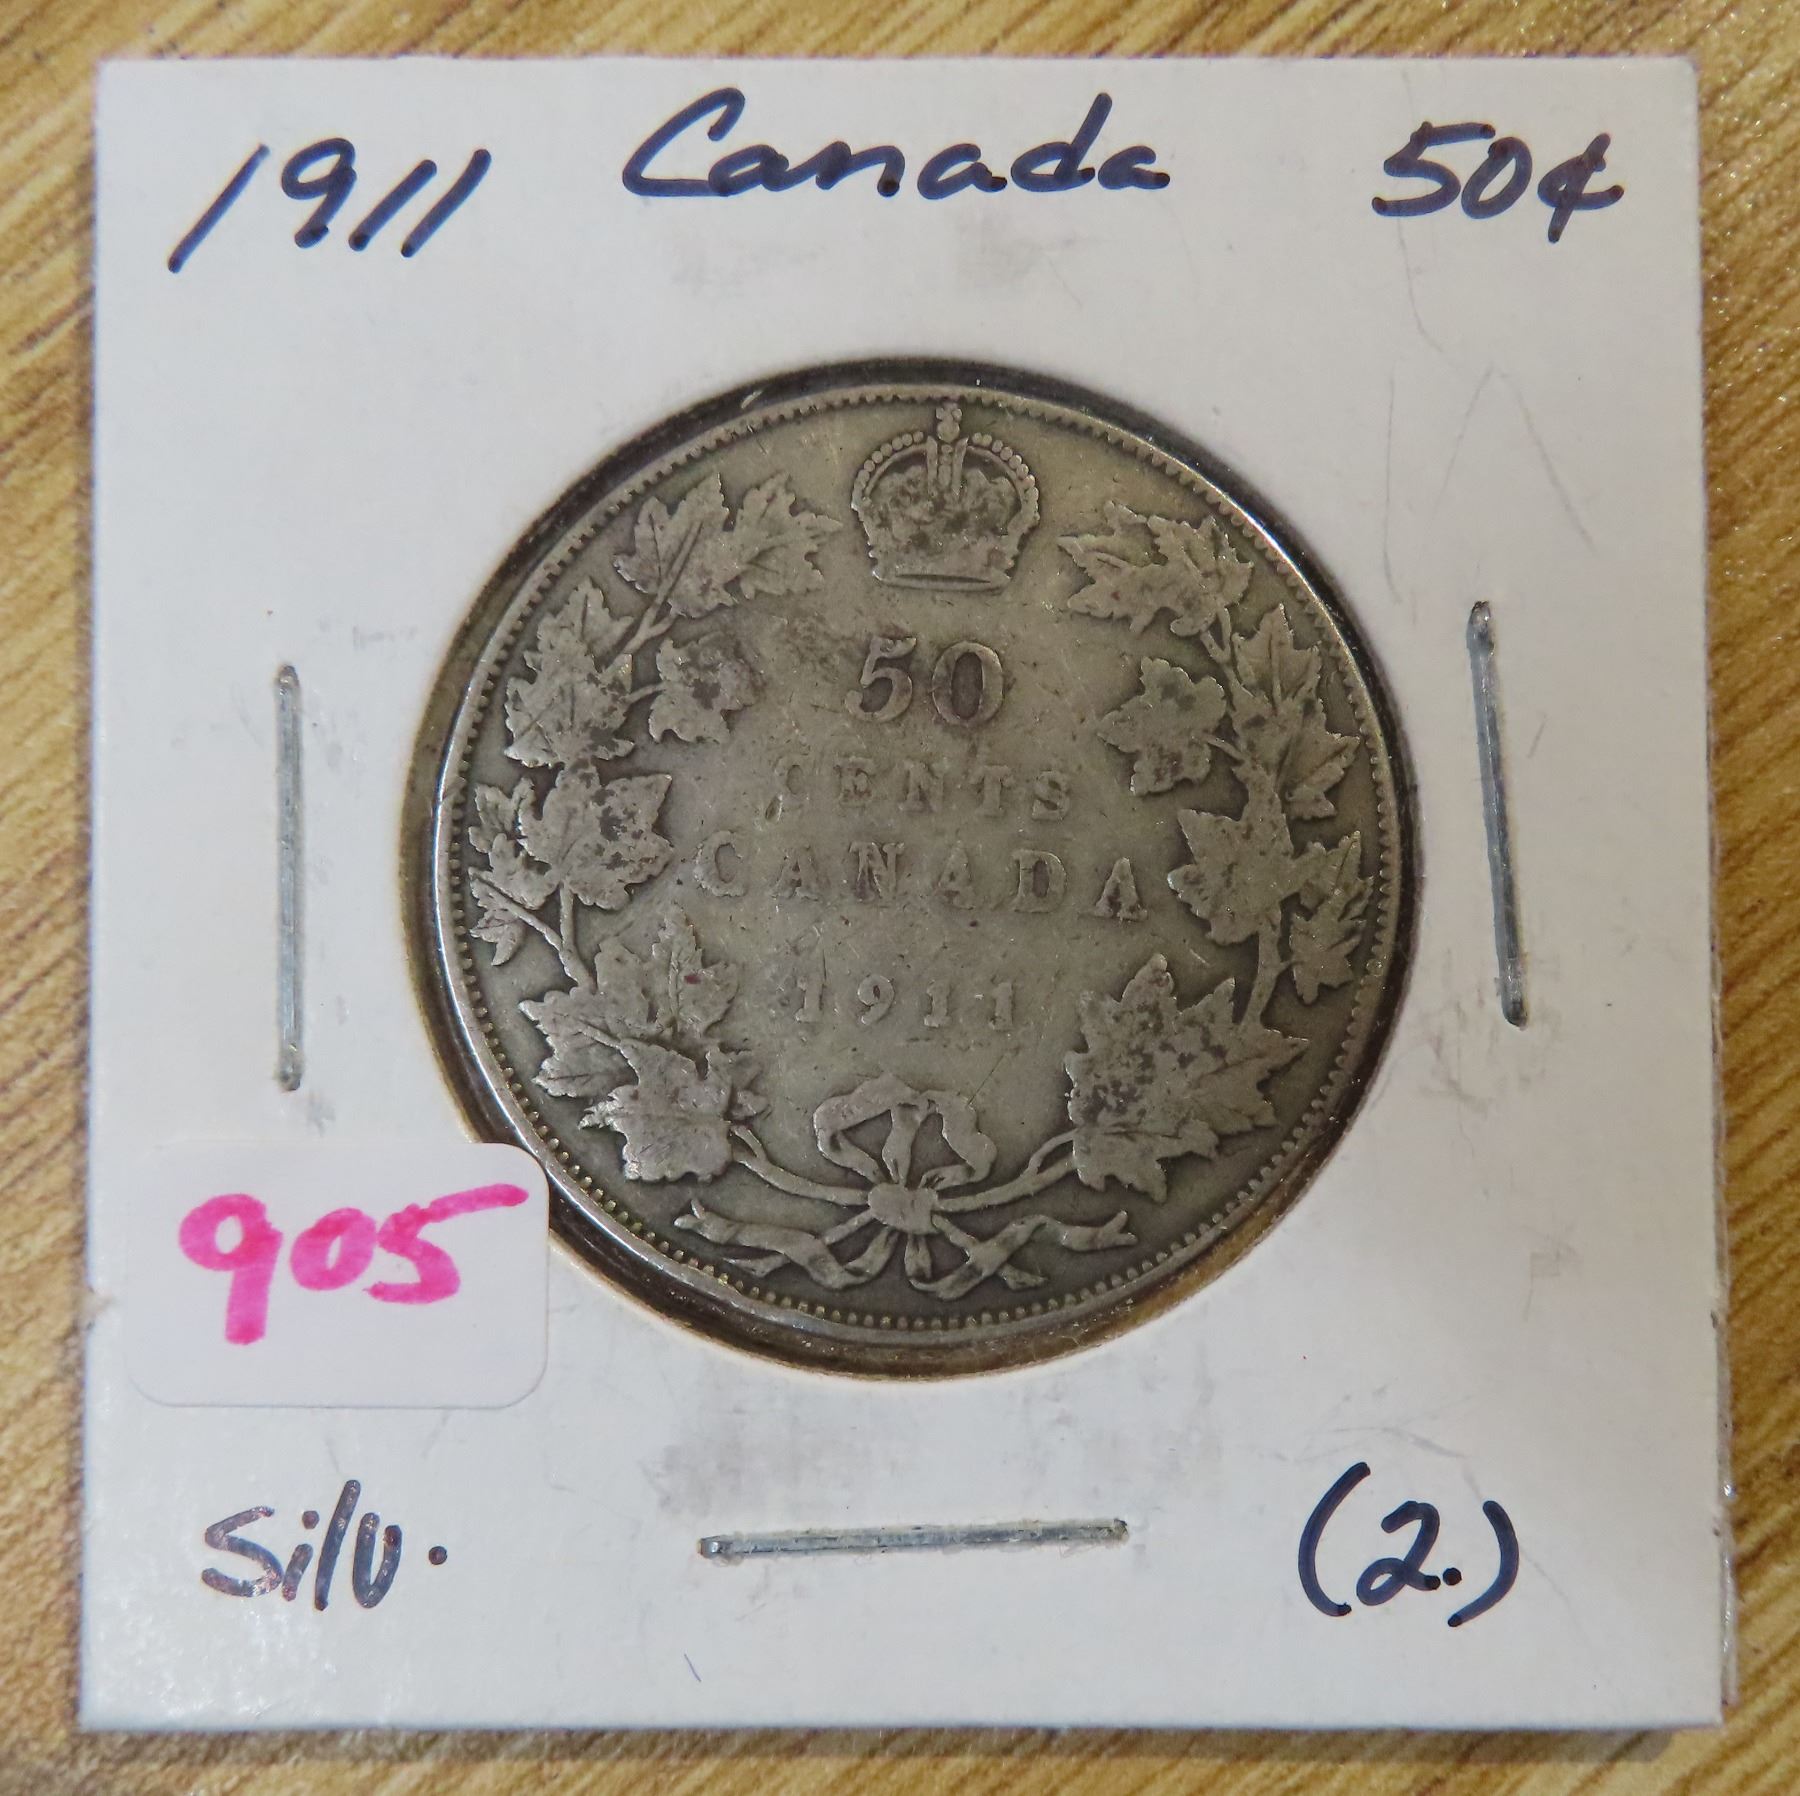 1911 Canada 50¢
50
CENTS
CANADA
1911
905
Silv. (2.)